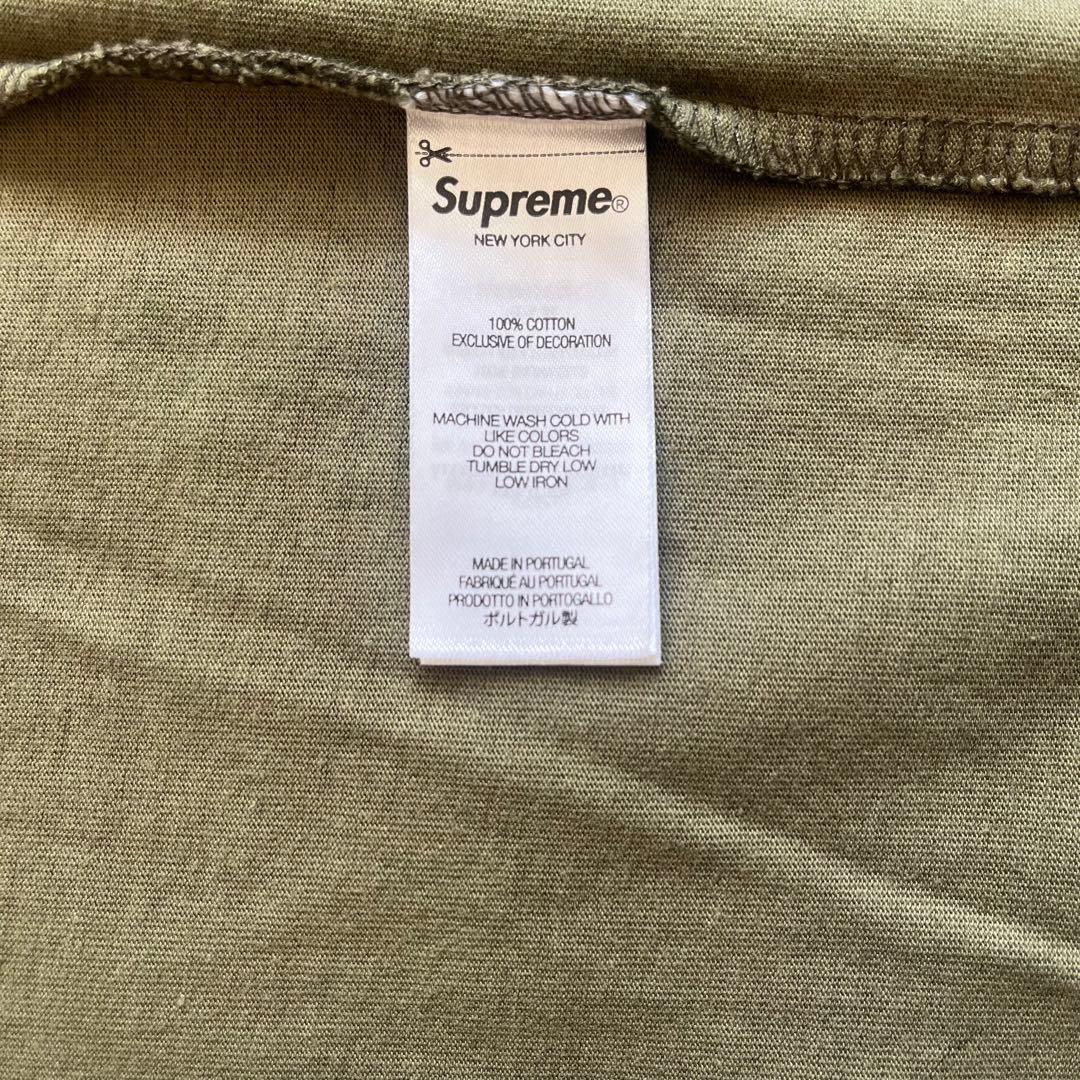 Supreme®
NEW YORK CITY
100% COTTON
EXCLUSIVE OF DECORATION
MACHINE WASH COLD WITH
LIKE COLORS
DO NOT BLEACH
TUMBLE DRY LOW
LOW IRON
MADE IN PORTUGAL
FABRIQUÉ AU PORTUGAL
PRODOTTO IN PORTOGALLO
ポルトガル製